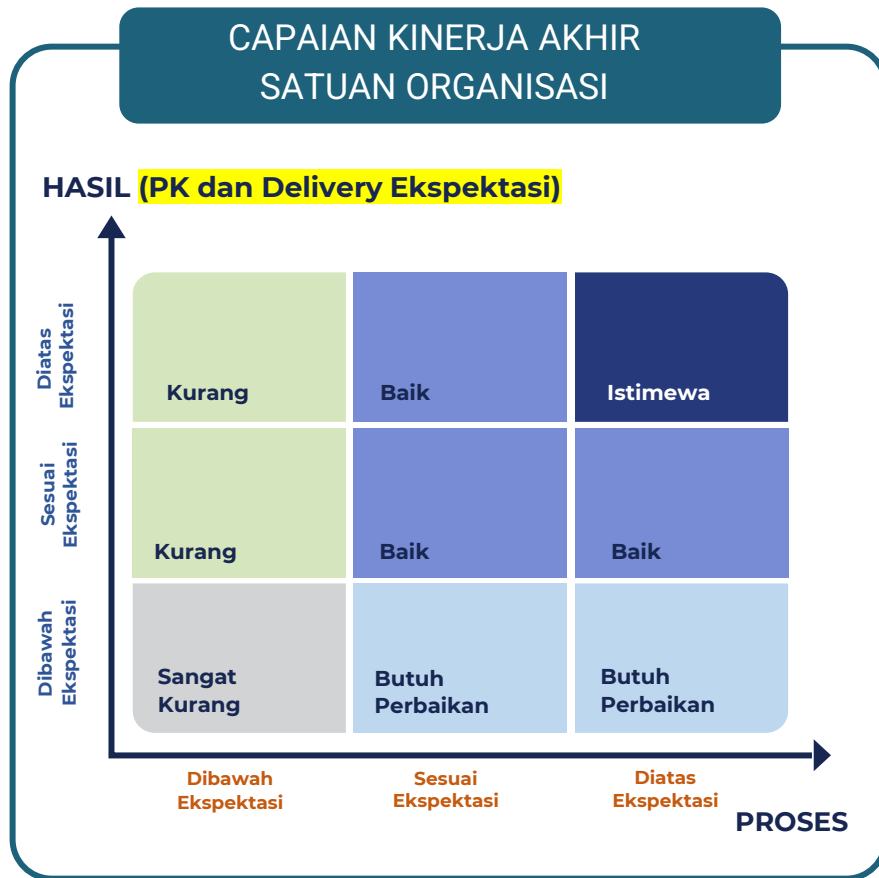 CAPAIAN KINERJA AKHIR
SATUAN ORGANISASI
HASIL (PK dan Delivery Ekspektasi)
Diatas
Ekspektasi
Kurang
Baik
Istimewa
Sesuai
Ekspektasi
Kurang
Baik
Baik
Dibawah
Ekspektasi
Sangat
Kurang
Butuh
Perbaikan
Butuh
Perbaikan
Dibawah
Ekspektasi
Sesuai
Ekspektasi
Diatas
Ekspektasi
PROSES